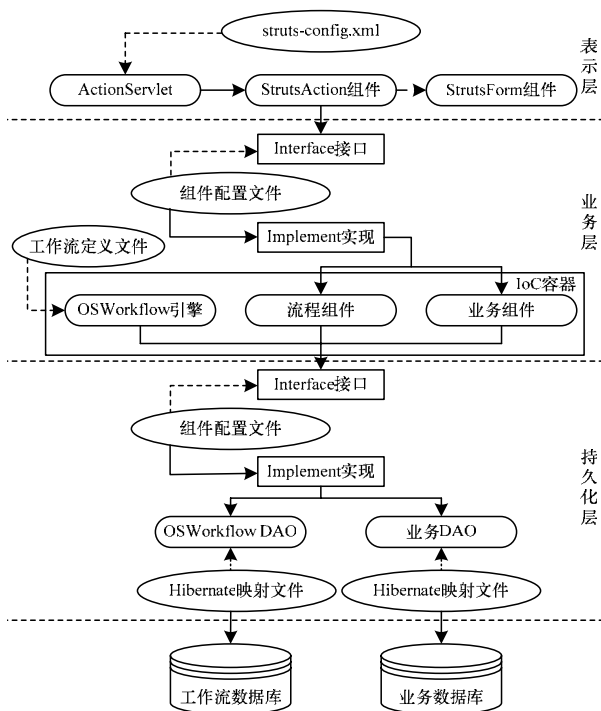 struts-config.xml
ActionServlet
StrutsAction组件
StrutsForm组件
表示层
Interface接口
组件配置文件
Implement实现
业务层
工作流定义文件
IoC容器
OSWorkflow引擎
流程组件
业务组件
Interface接口
组件配置文件
Implement实现
持久化层
OSWorkflow DAO
业务DAO
Hibernate映射文件
Hibernate映射文件
工作流数据库
业务数据库